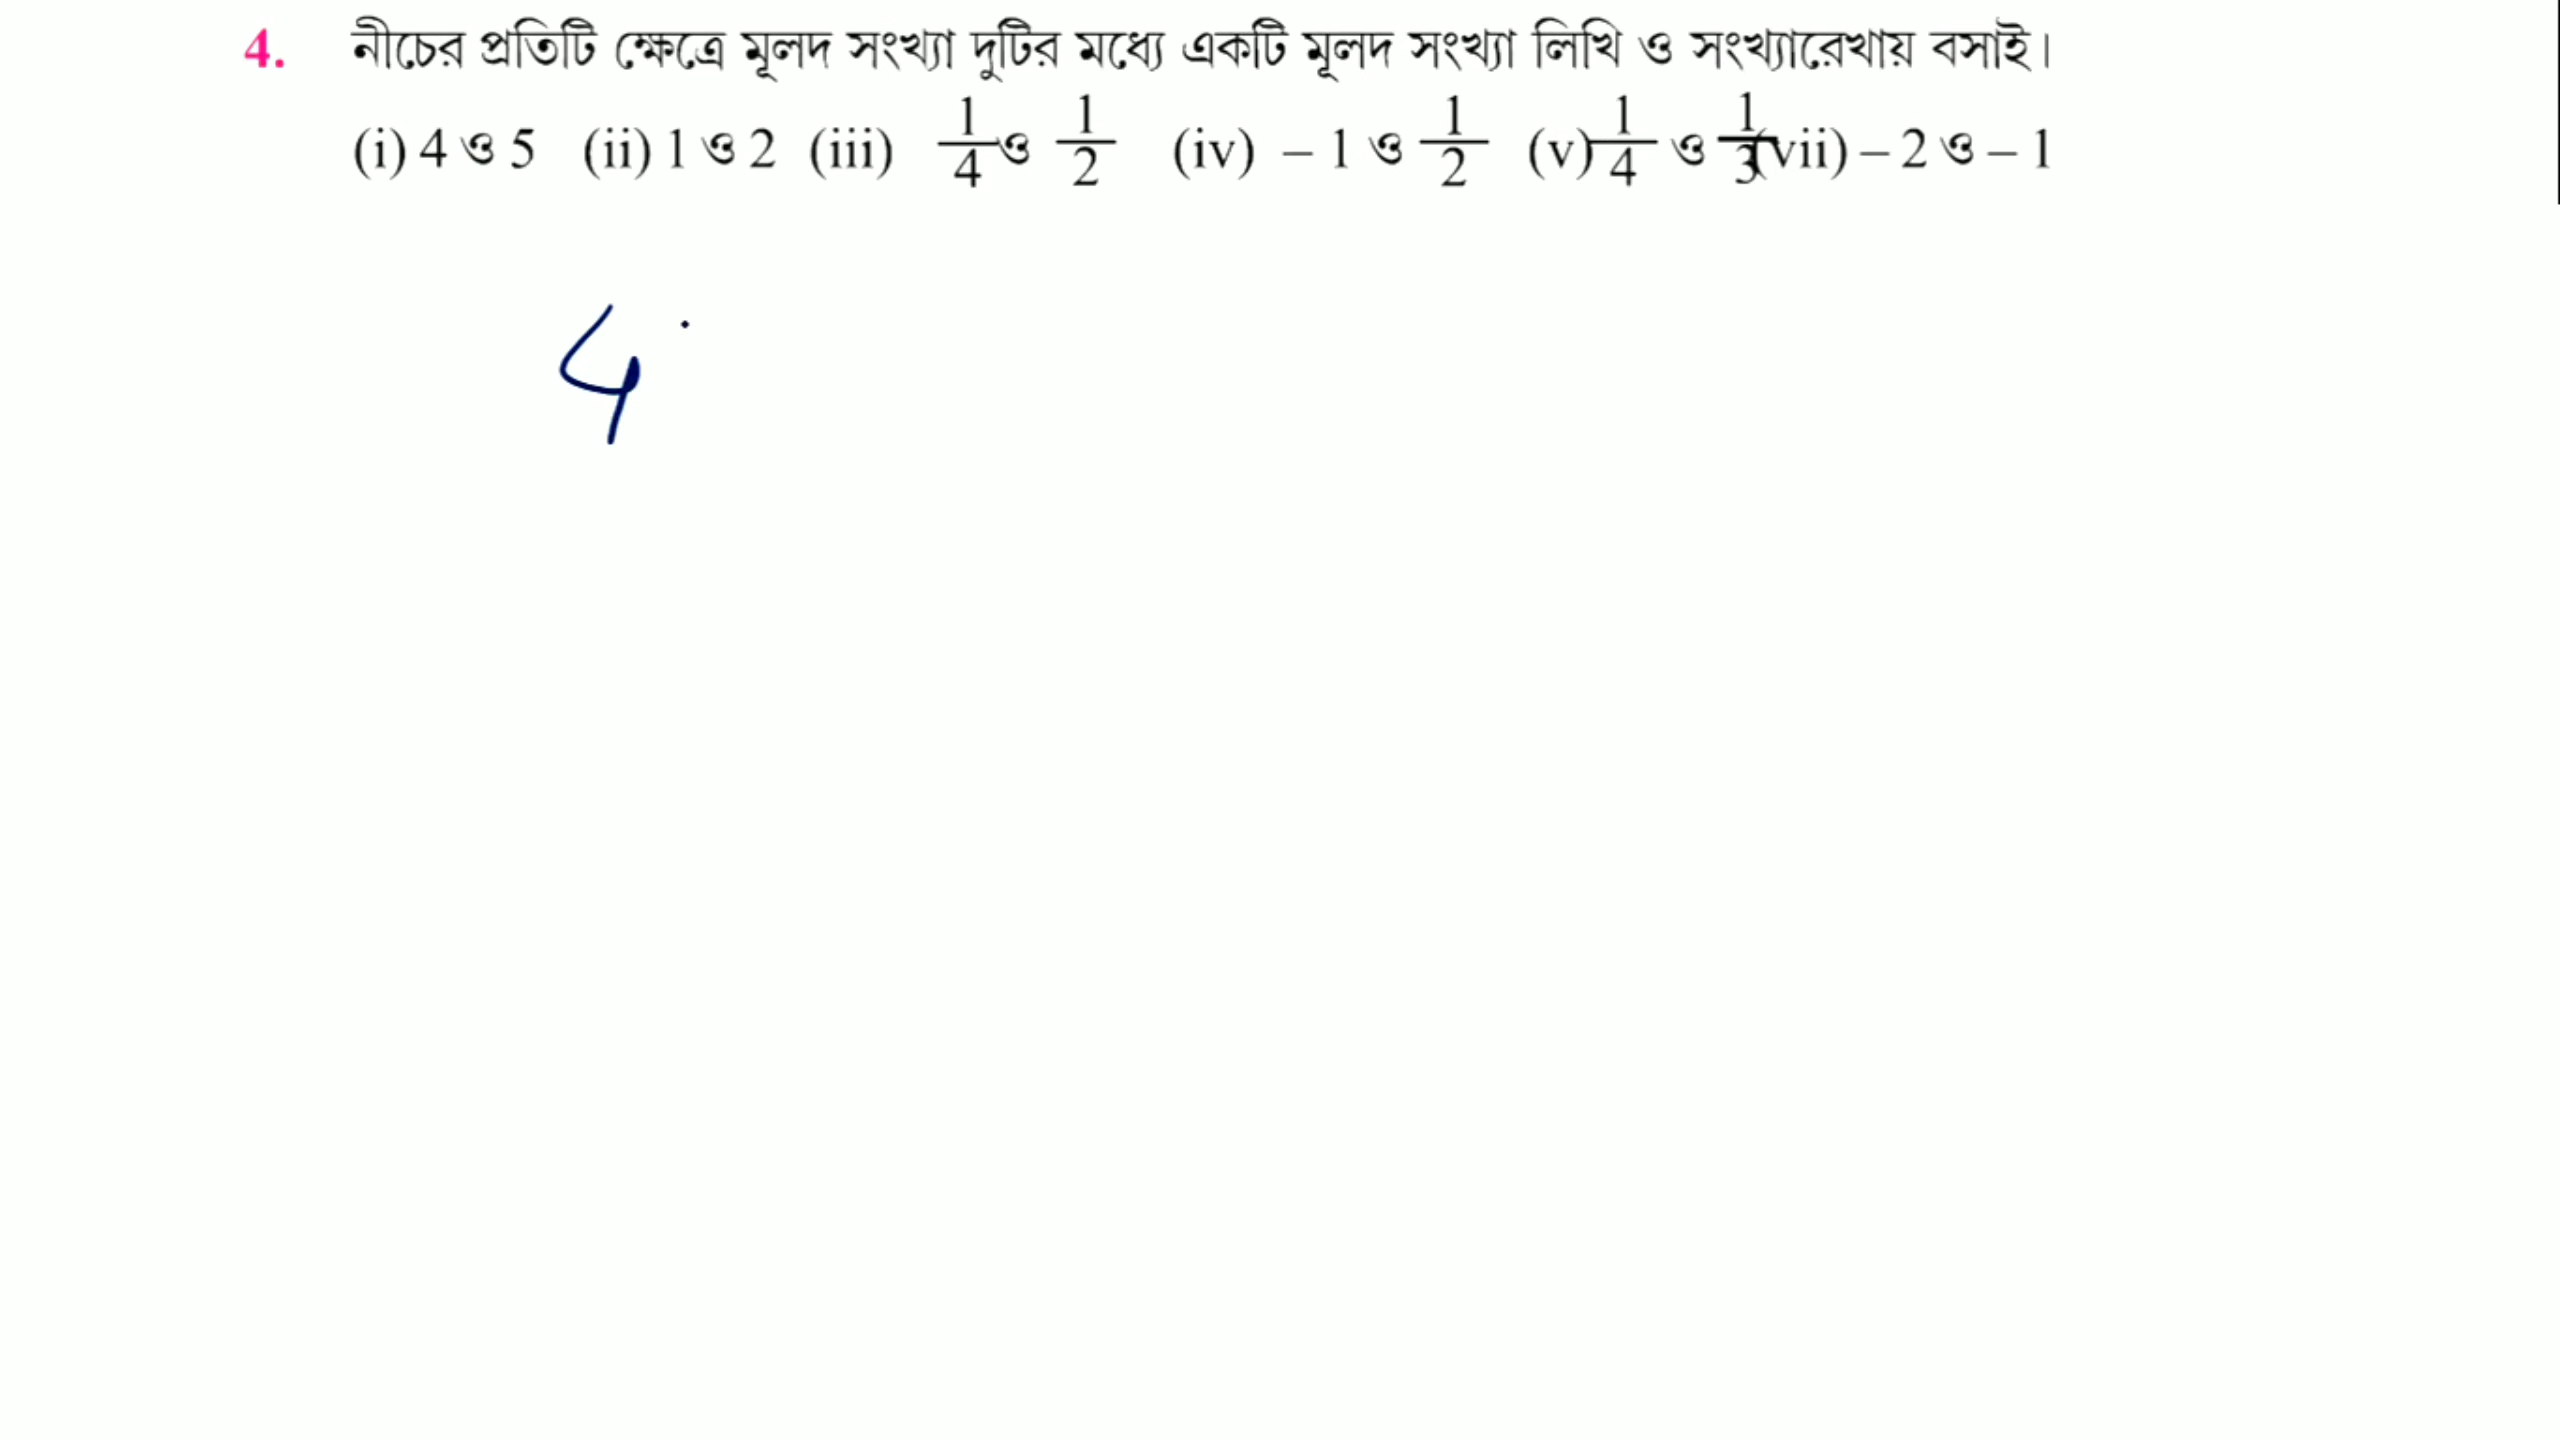 4. নীচের প্রতিটি ক্ষেত্রে মূলদ সংখ্যা দুটির মধ্যে একটি মূলদ সংখ্যা লিখি ও সংখ্যারেখায় বসাই।
(i) 4 ও 5 (ii) 1 ও 2 (iii) 1/4 ও 1/2 (iv) – 1 ও 1/2 (v) 1/4 ও 1/3 (vii) – 2 ও – 1
4